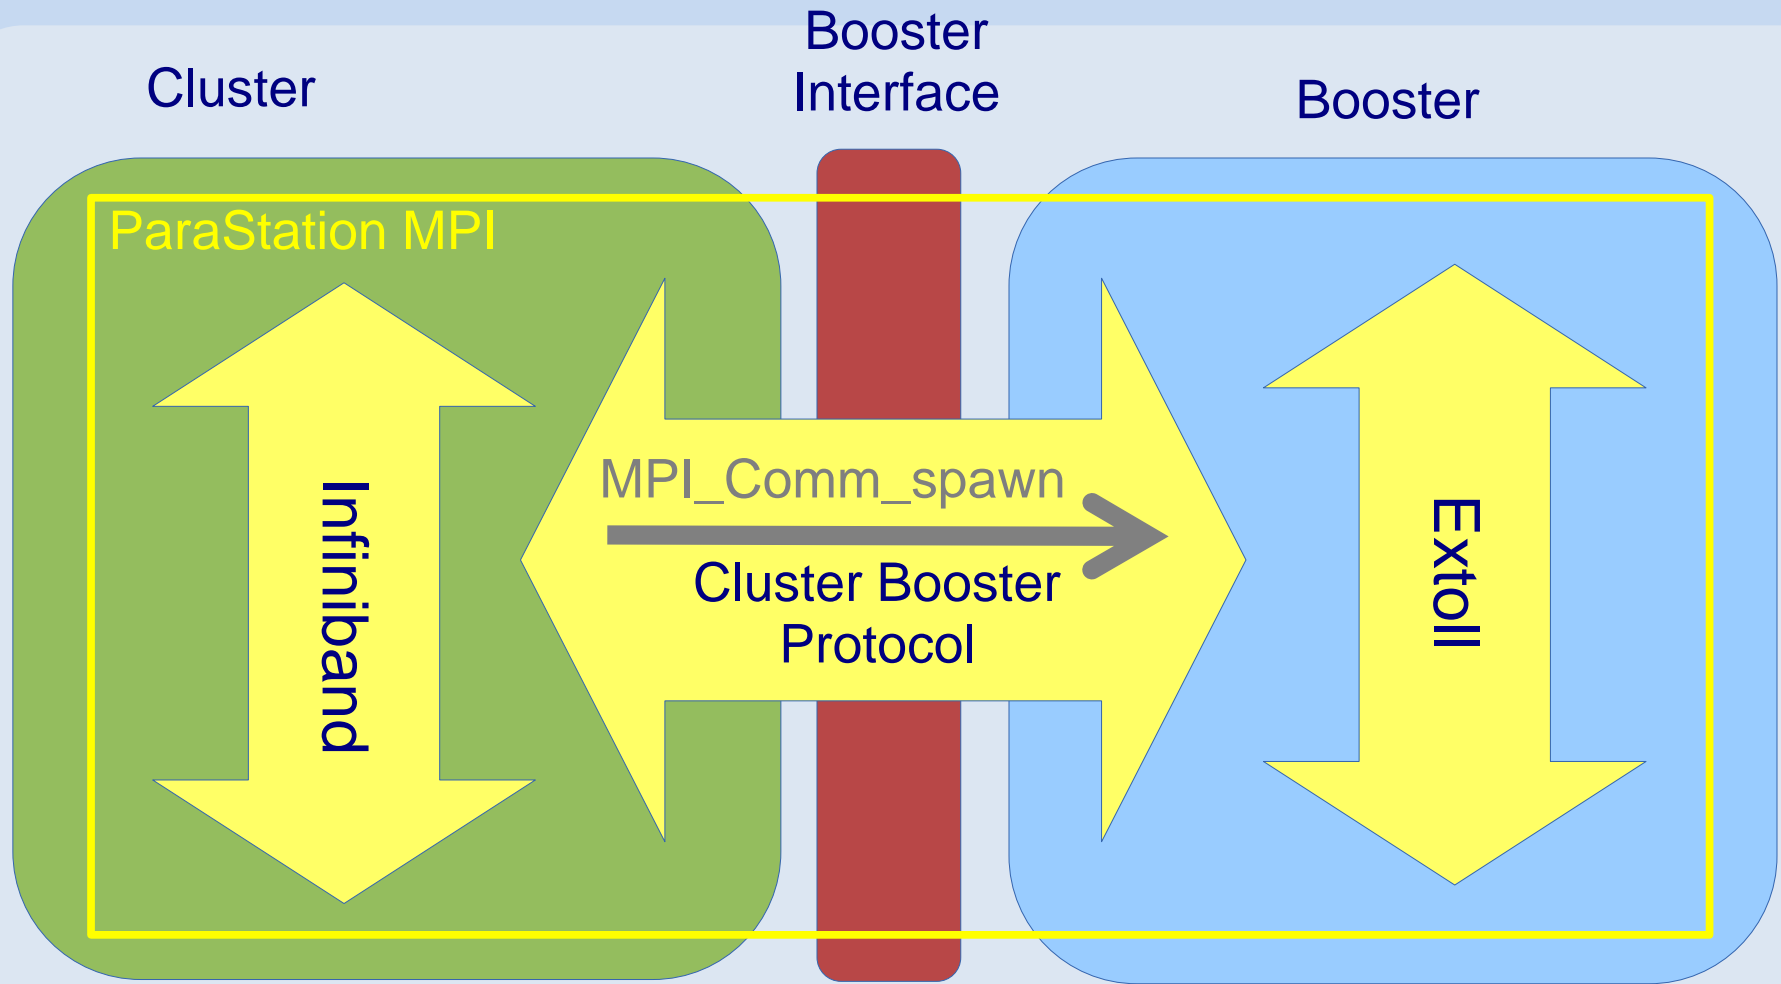 Cluster
Booster
Interface
Booster
ParaStation MPI
Infiniband
MPI_Comm_spawn
Cluster Booster
Protocol
Extoll